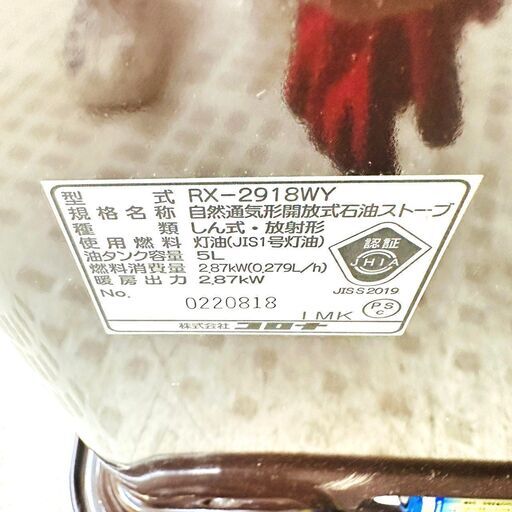 型式 RX-2918WY
規格名称 自然通気形開放式石油ストーブ
種類 しん式・放射形
使用燃料 灯油(JIS1号灯油)
油タンク容量 5L
燃料消費量 2,87kW(0,279L/h)
暖房出力 2,87kW
No. 0220818
認証
JHIA
JIS S 2019
1 MK
PS
C
株式会社 コロナ